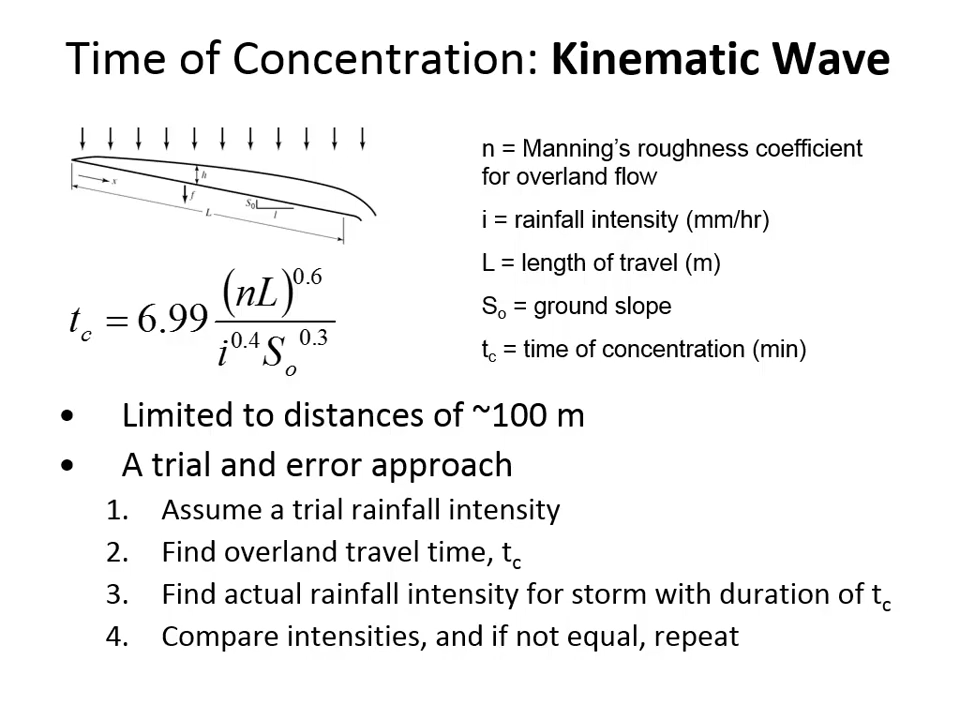 Time of Concentration: Kinematic Wave
x
h
f
S₀
l
L
n = Manning's roughness coefficient
for overland flow
i = rainfall intensity (mm/hr)
L = length of travel (m)
Sₒ = ground slope
t꜀ = time of concentration (min)
t_c = 6.99 (nL)^0.6 / i^0.4 S_o^0.3
• Limited to distances of ~100 m
• A trial and error approach
1. Assume a trial rainfall intensity
2. Find overland travel time, t_c
3. Find actual rainfall intensity for storm with duration of t_c
4. Compare intensities, and if not equal, repeat